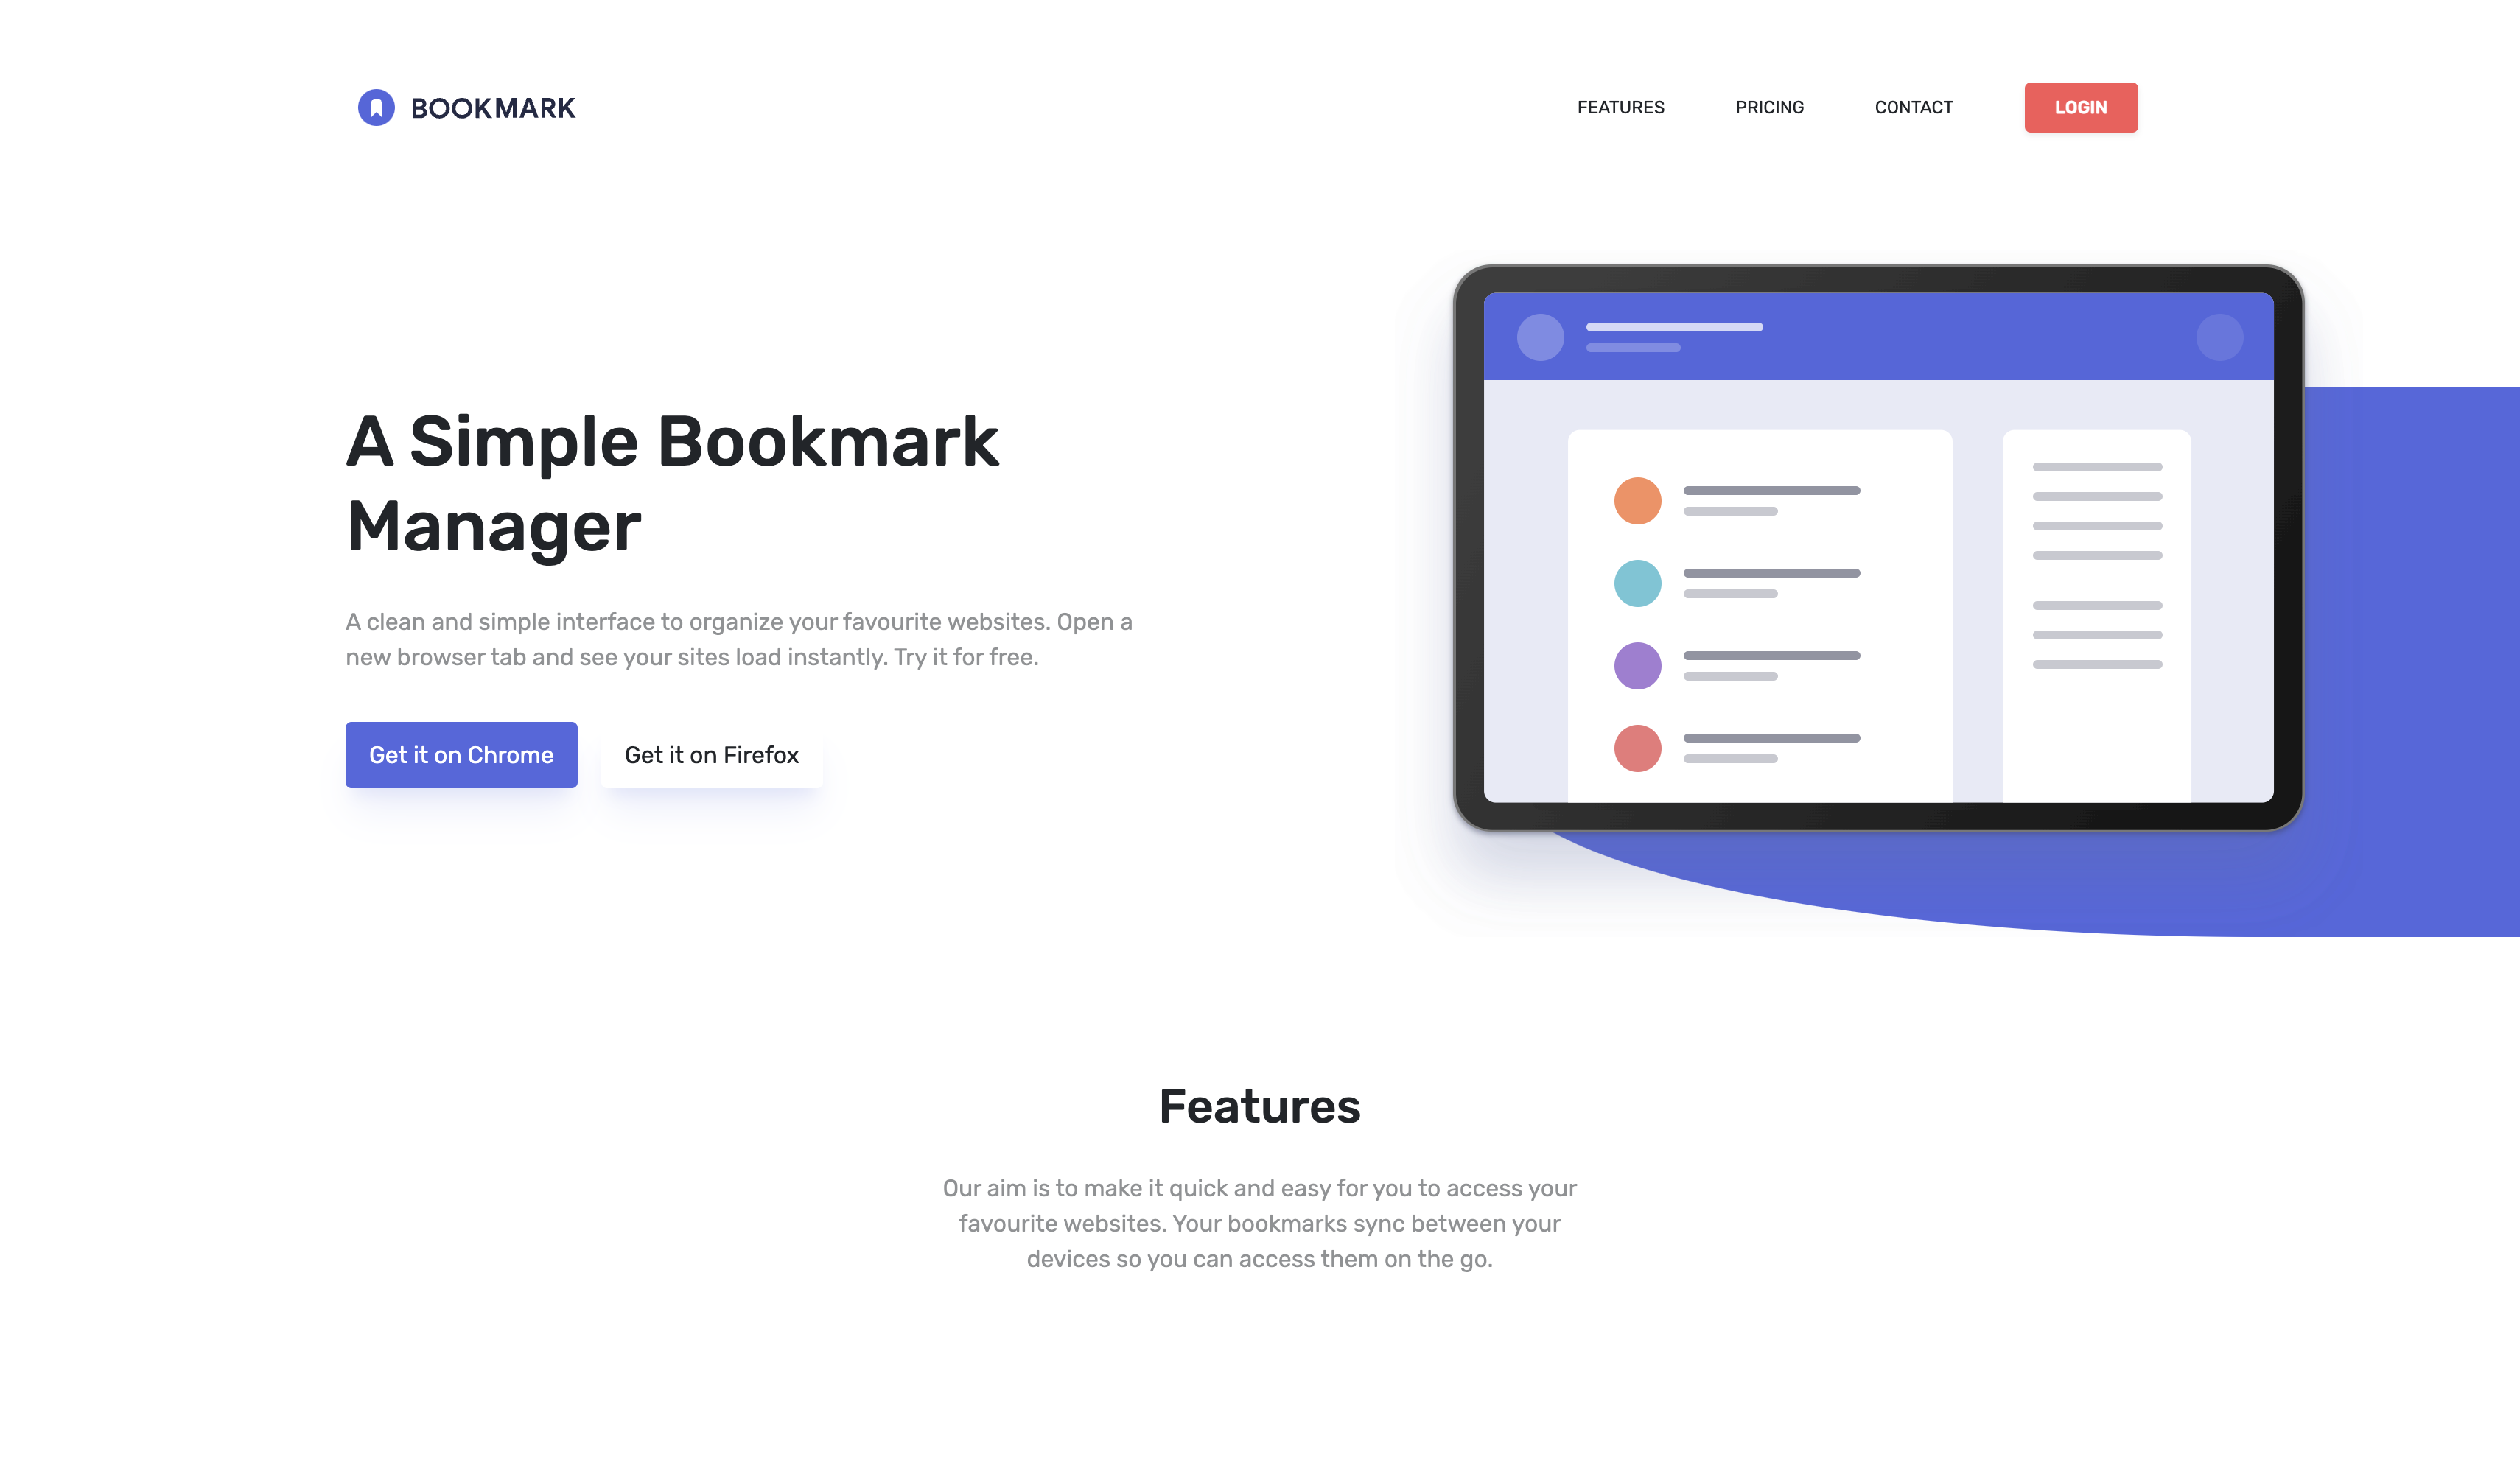 BOOKMARK
FEATURES
PRICING
CONTACT
LOGIN
A Simple Bookmark
Manager
A clean and simple interface to organize your favourite websites. Open a
new browser tab and see your sites load instantly. Try it for free.
Get it on Chrome
Get it on Firefox
Features
Our aim is to make it quick and easy for you to access your
favourite websites. Your bookmarks sync between your
devices so you can access them on the go.